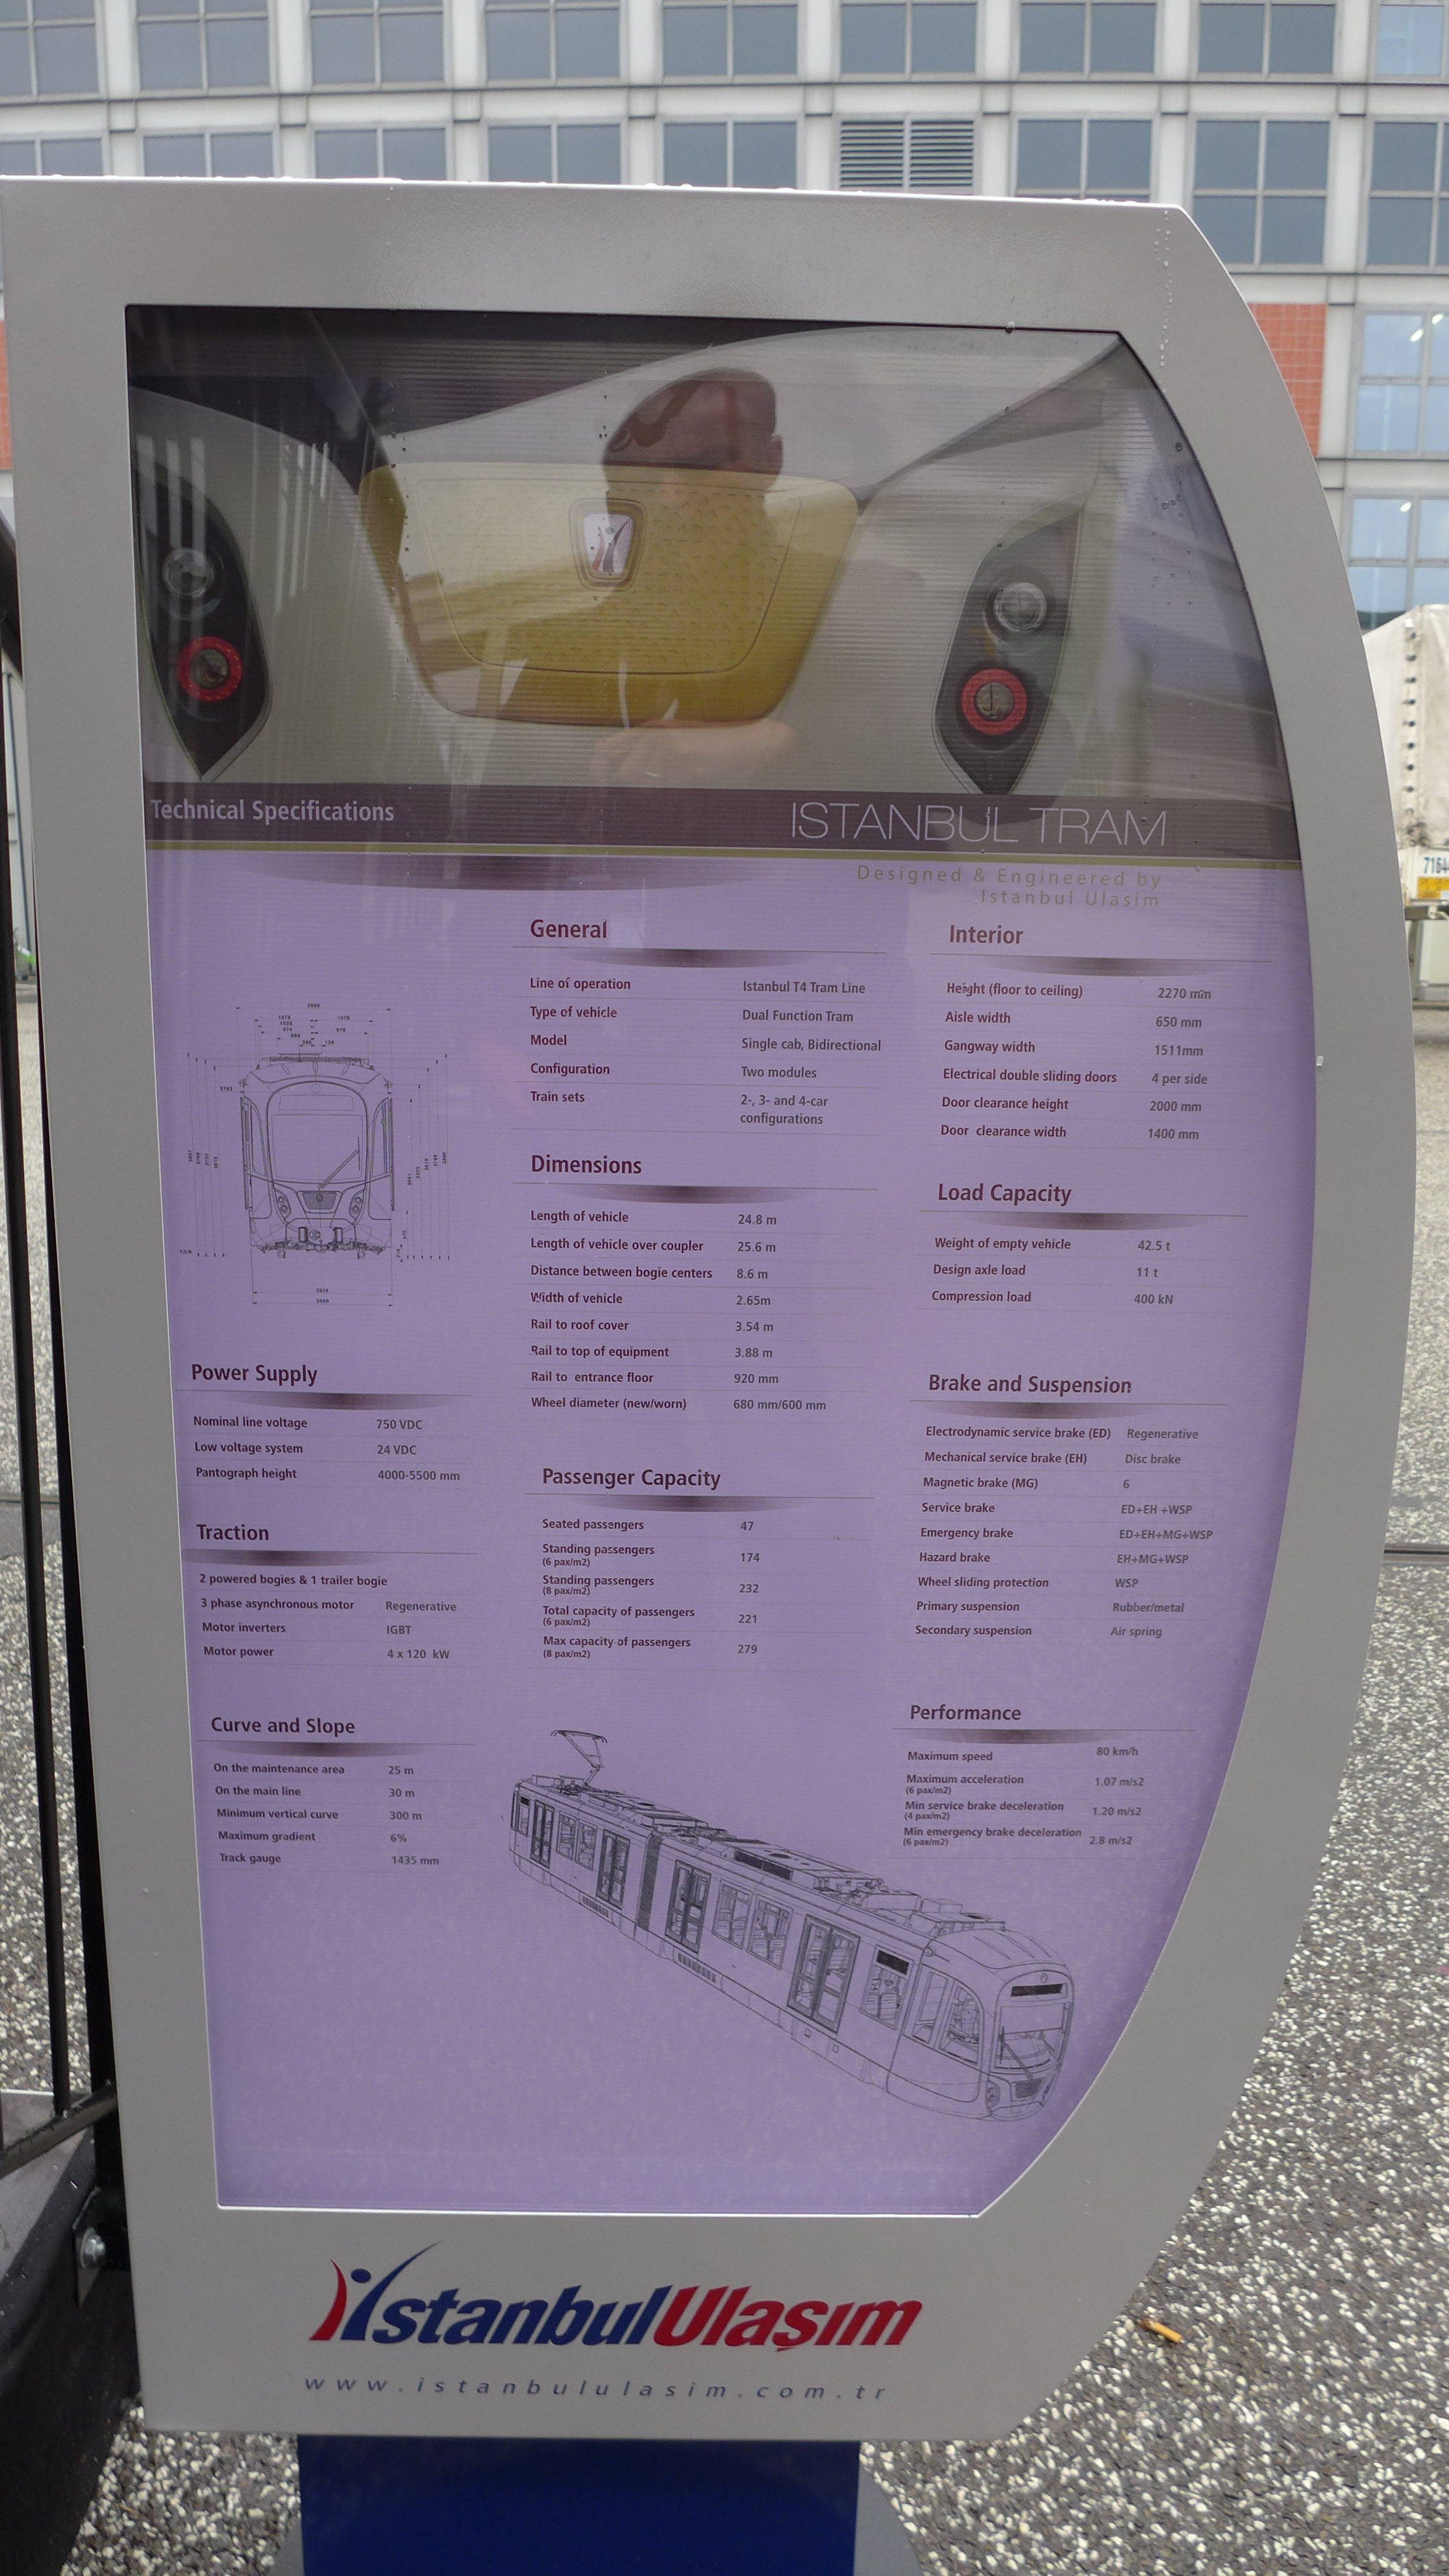 Technical Specifications
ISTANBUL TRAM
Designed & Engineered by
Istanbul Ulasim
General
Line of operation Istanbul T4 Tram Line
Type of vehicle Dual Function Tram
Model Single cab, Bidirectional
Configuration Two modules
Train sets 2-, 3- and 4-car
configurations
Dimensions
Length of vehicle 24.8 m
Length of vehicle over coupler 25.6 m
Distance between bogie centers 8.6 m
Width of vehicle 2.65m
Rail to roof cover 3.54 m
Rail to top of equipment 3.88 m
Rail to entrance floor 920 mm
Wheel diameter (new/worn) 680 mm/600 mm
Passenger Capacity
Seated passengers 47
Standing passengers 174
(6 pax/m2)
Standing passengers 232
(8 pax/m2)
Total capacity of passengers 221
(6 pax/m2)
Max capacity of passengers 279
(8 pax/m2)
Interior
Height (floor to ceiling) 2270 mm
Aisle width 650 mm
Gangway width 1511mm
Electrical double sliding doors 4 per side
Door clearance height 2000 mm
Door clearance width 1400 mm
Load Capacity
Weight of empty vehicle 42.5 t
Design axle load 11 t
Compression load 400 kN
Brake and Suspension
Electrodynamic service brake (ED) Regenerative
Mechanical service brake (EH) Disc brake
Magnetic brake (MG) 6
Service brake ED+EH +WSP
Emergency brake ED+EH+MG+WSP
Hazard brake EH+MG+WSP
Wheel sliding protection WSP
Primary suspension Rubber/metal
Secondary suspension Air spring
Performance
Maximum speed 80 km/h
Maximum acceleration 1.07 m/s2
(6 pax/m2)
Min service brake deceleration 1.20 m/s2
(4 pax/m2)
Min emergency brake deceleration 2.8 m/s2
(6 pax/m2)
Power Supply
Nominal line voltage 750 VDC
Low voltage system 24 VDC
Pantograph height 4000-5500 mm
Traction
2 powered bogies & 1 trailer bogie
3 phase asynchronous motor Regenerative
Motor inverters IGBT
Motor power 4 x 120 kW
Curve and Slope
On the maintenance area 25 m
On the main line 30 m
Minimum vertical curve 300 m
Maximum gradient 6%
Track gauge 1435 mm
istanbulUlaşım
www.istanbululasim.com.tr